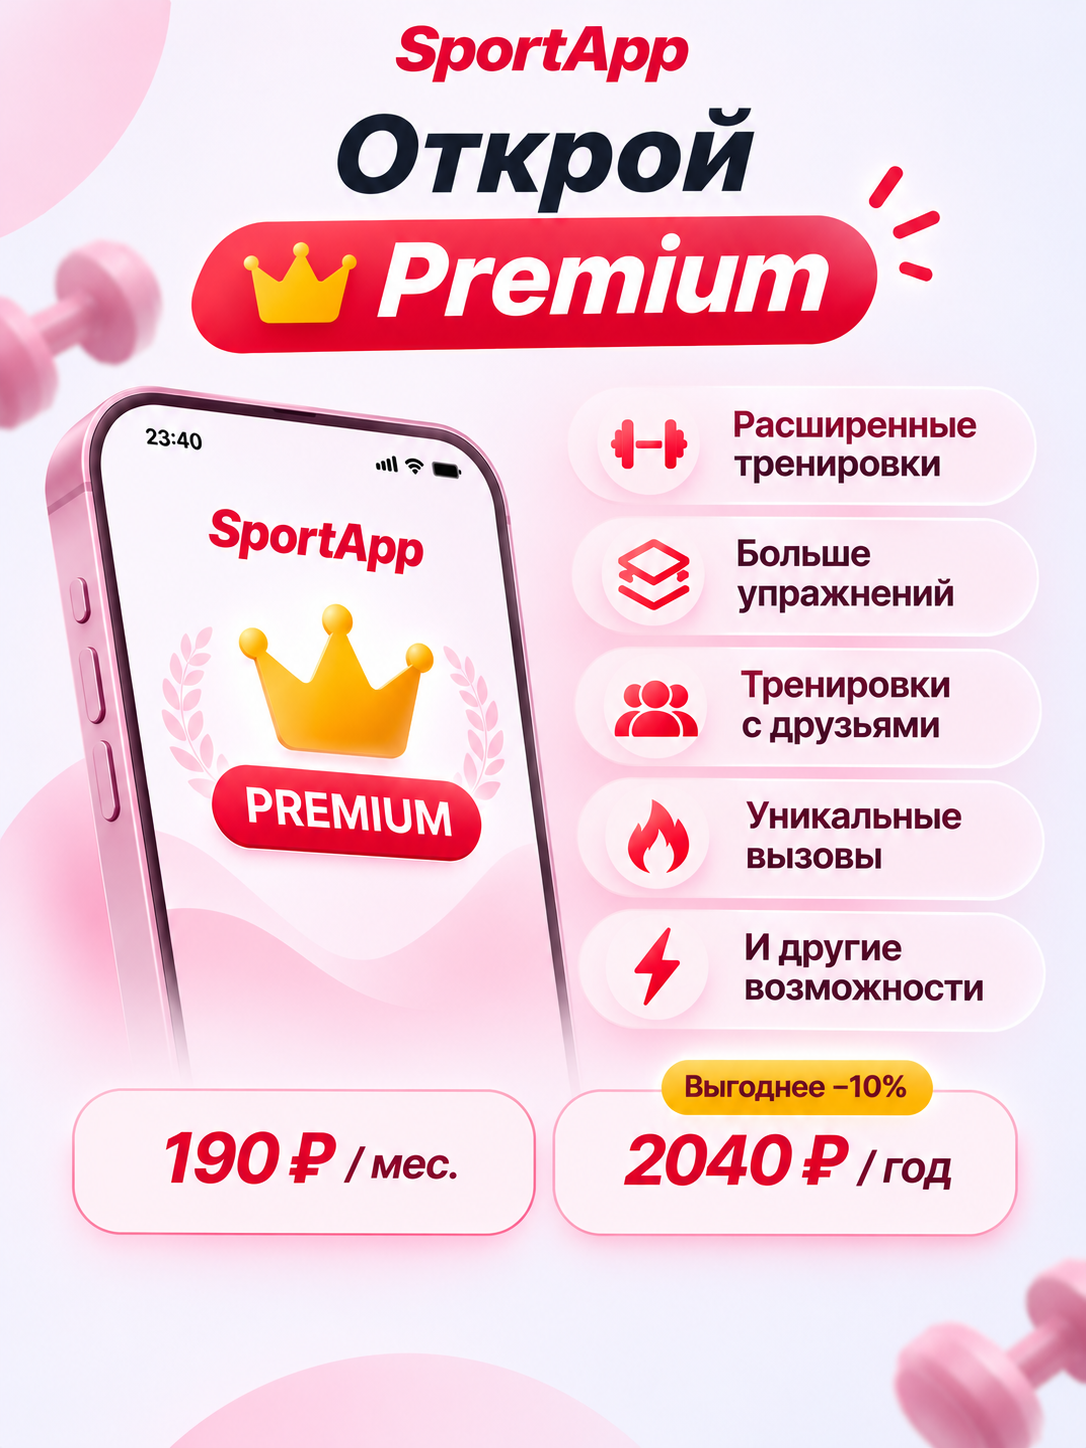 SportApp
Открой
Premium
23:40
SportApp
PREMIUM
Расширенные
тренировки
Больше
упражнений
Тренировки
с друзьями
Уникальные
вызовы
И другие
возможности
190 ₽ / мес.
Выгоднее −10%
2040 ₽ / год